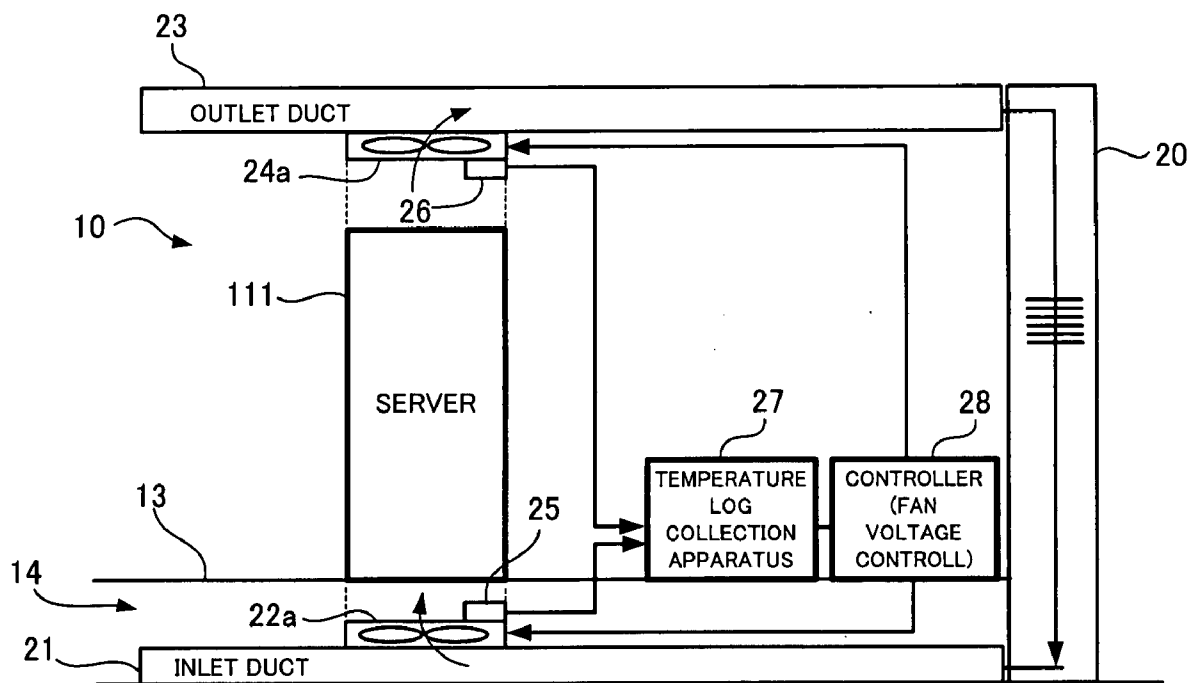 23
OUTLET DUCT
20
24a
26
10
111
SERVER
27
28
TEMPERATURE
LOG
COLLECTION
APPARATUS
CONTROLLER
(FAN
VOLTAGE
CONTROLL)
13
25
14
22a
21
INLET DUCT